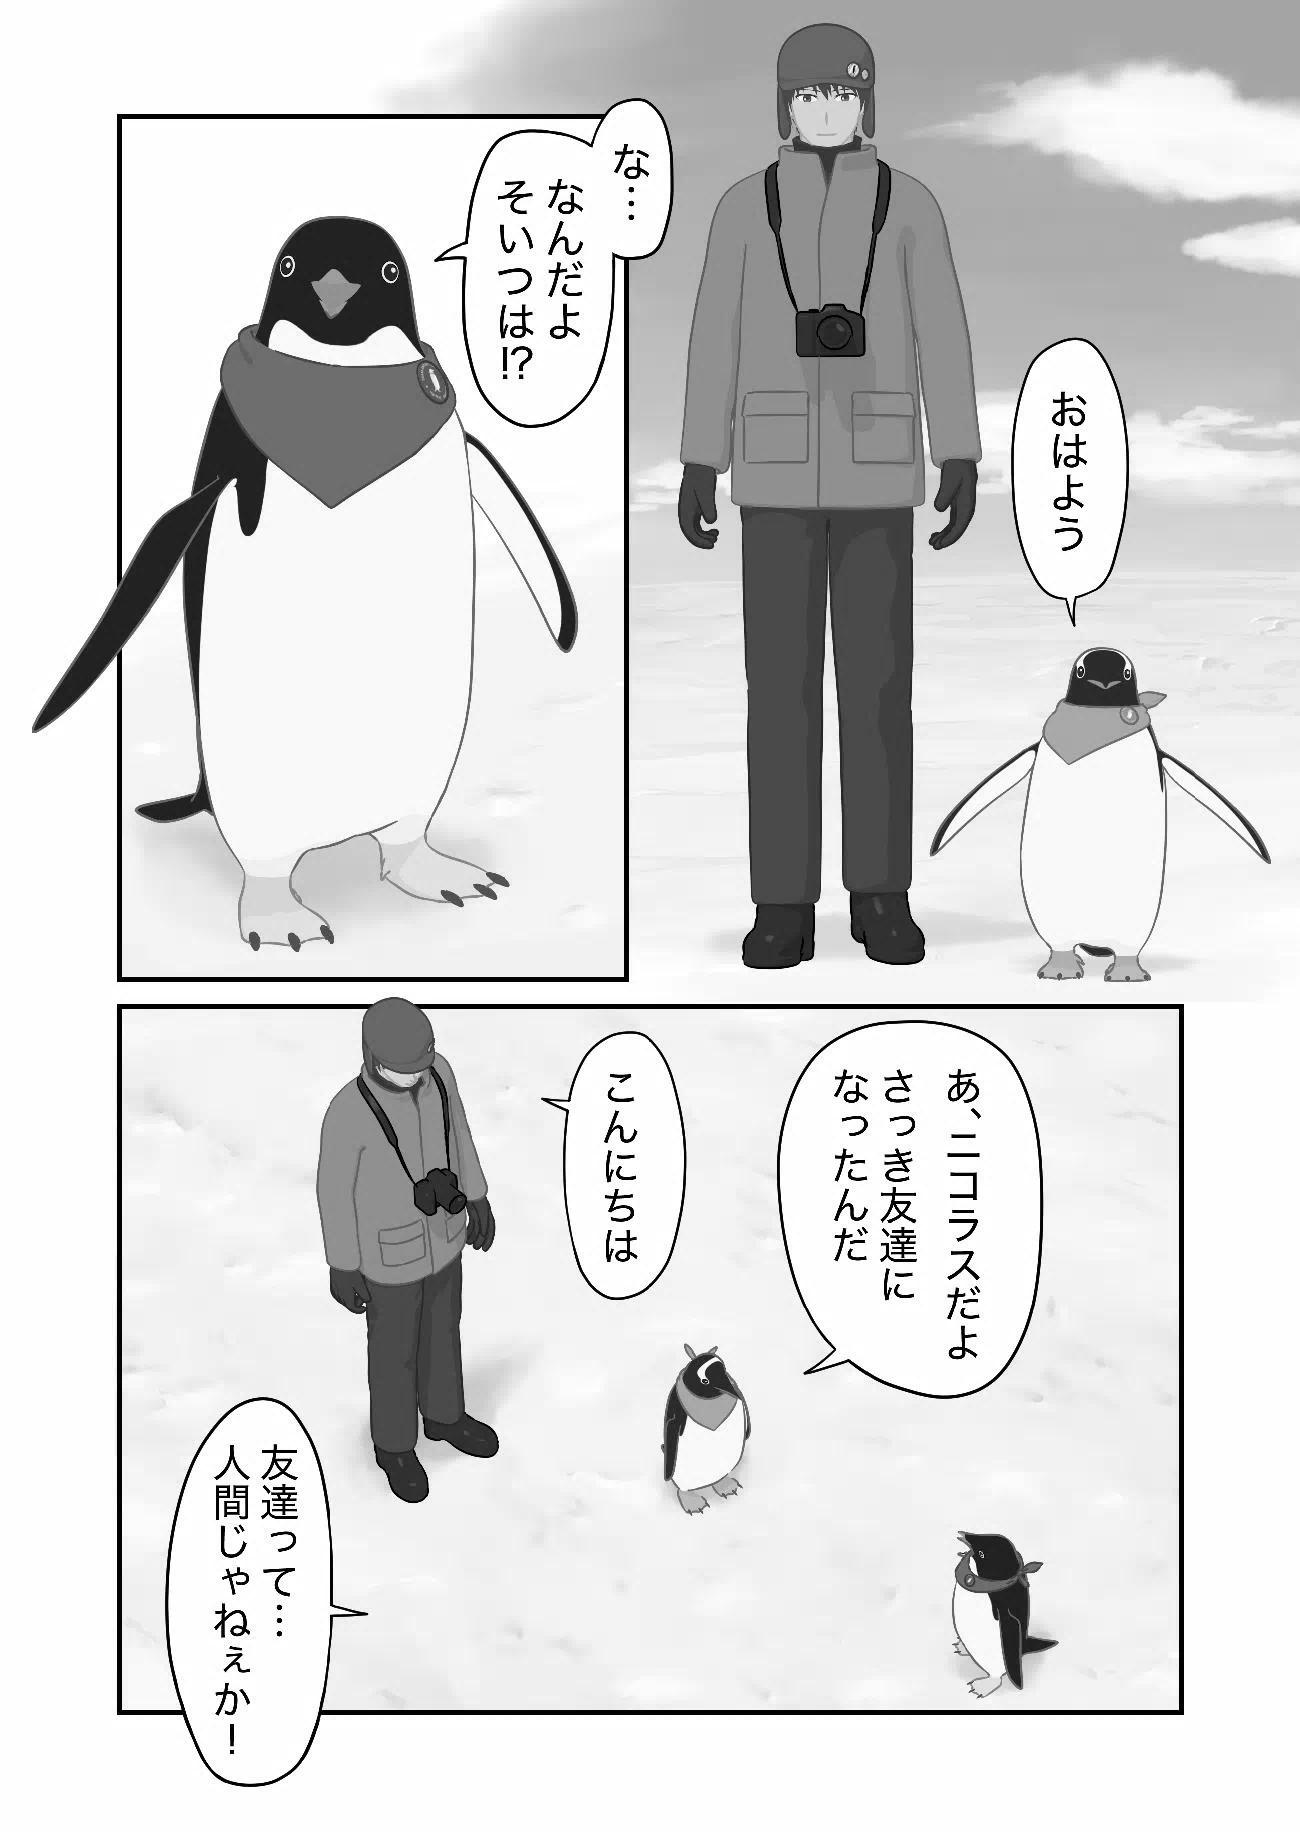 おはよう
な…
なんだよ
そいつは!?
あ、ニコラスだよ
さっき友達に
なったんだ
こんにちは
友達って…
人間じゃねぇか！